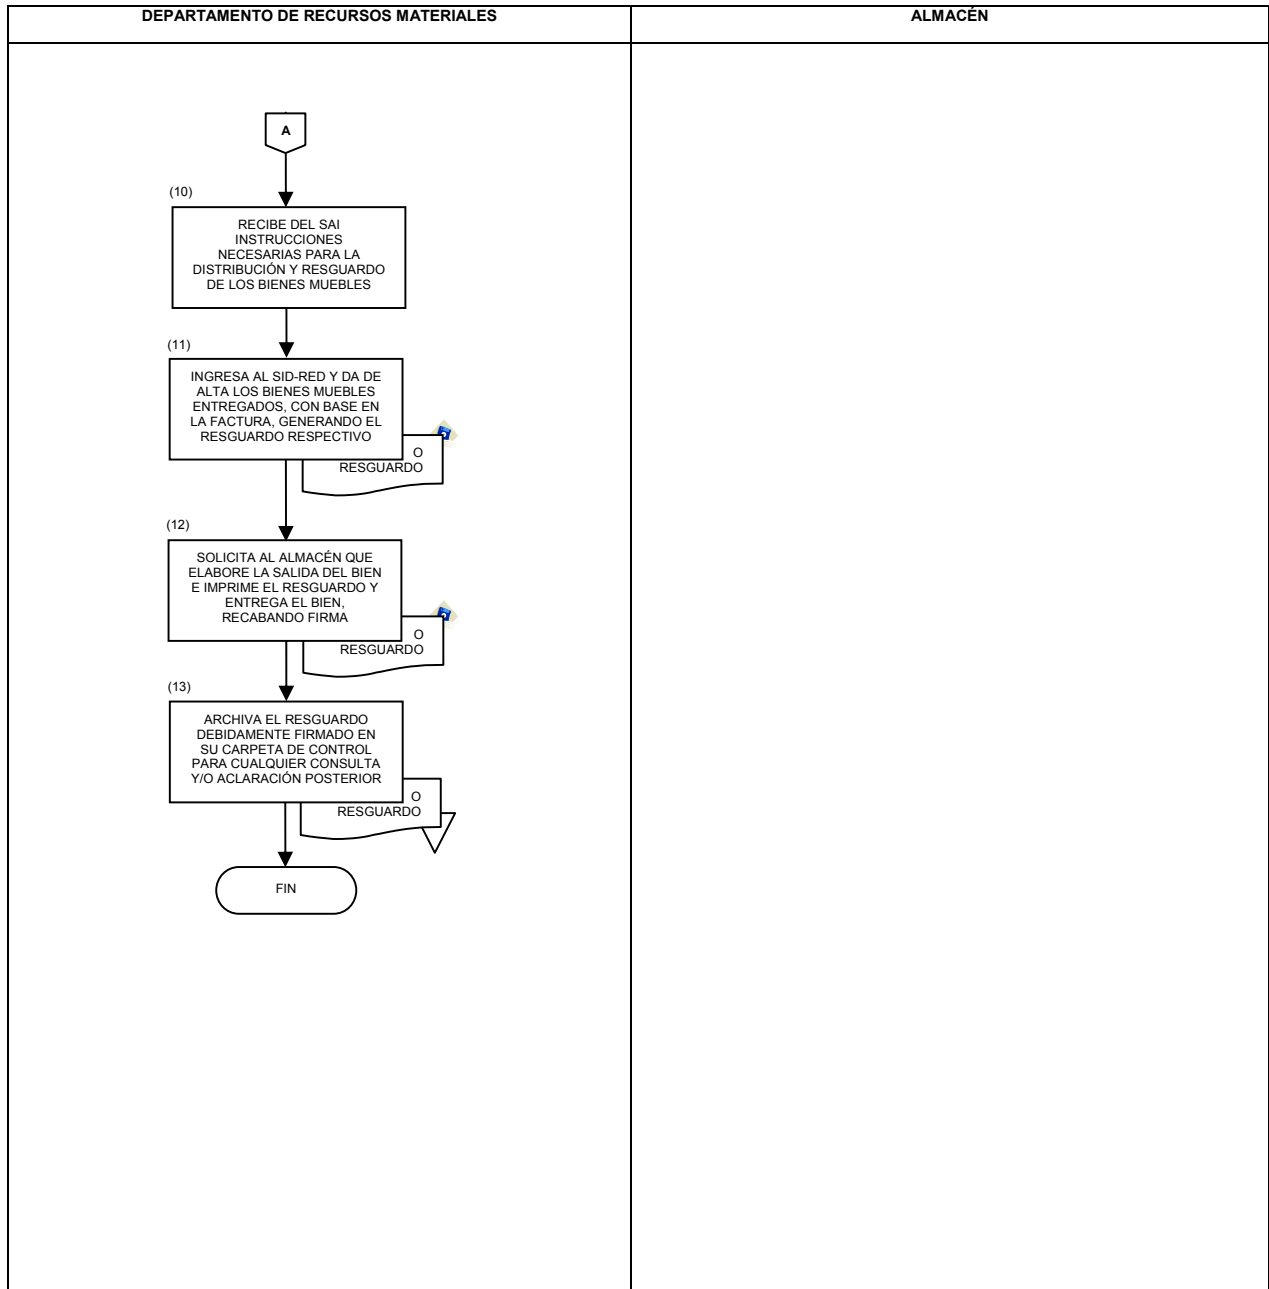 DEPARTAMENTO DE RECURSOS MATERIALES
ALMACÉN
A
(10)
RECIBE DEL SAI
INSTRUCCIONES
NECESARIAS PARA LA
DISTRIBUCIÓN Y RESGUARDO
DE LOS BIENES MUEBLES
(11)
INGRESA AL SID-RED Y DA DE
ALTA LOS BIENES MUEBLES
ENTREGADOS, CON BASE EN
LA FACTURA, GENERANDO EL
RESGUARDO RESPECTIVO
O
RESGUARDO
(12)
SOLICITA AL ALMACÉN QUE
ELABORE LA SALIDA DEL BIEN
E IMPRIME EL RESGUARDO Y
ENTREGA EL BIEN,
RECABANDO FIRMA
O
RESGUARDO
(13)
ARCHIVA EL RESGUARDO
DEBIDAMENTE FIRMADO EN
SU CARPETA DE CONTROL
PARA CUALQUIER CONSULTA
Y/O ACLARACIÓN POSTERIOR
O
RESGUARDO
FIN